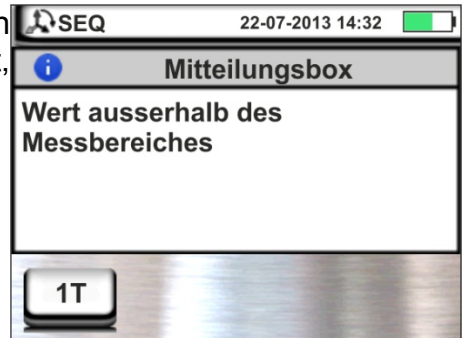 SEQ 22-07-2013 14:32
Mitteilungsbox
Wert ausserhalb des
Messbereiches
1T